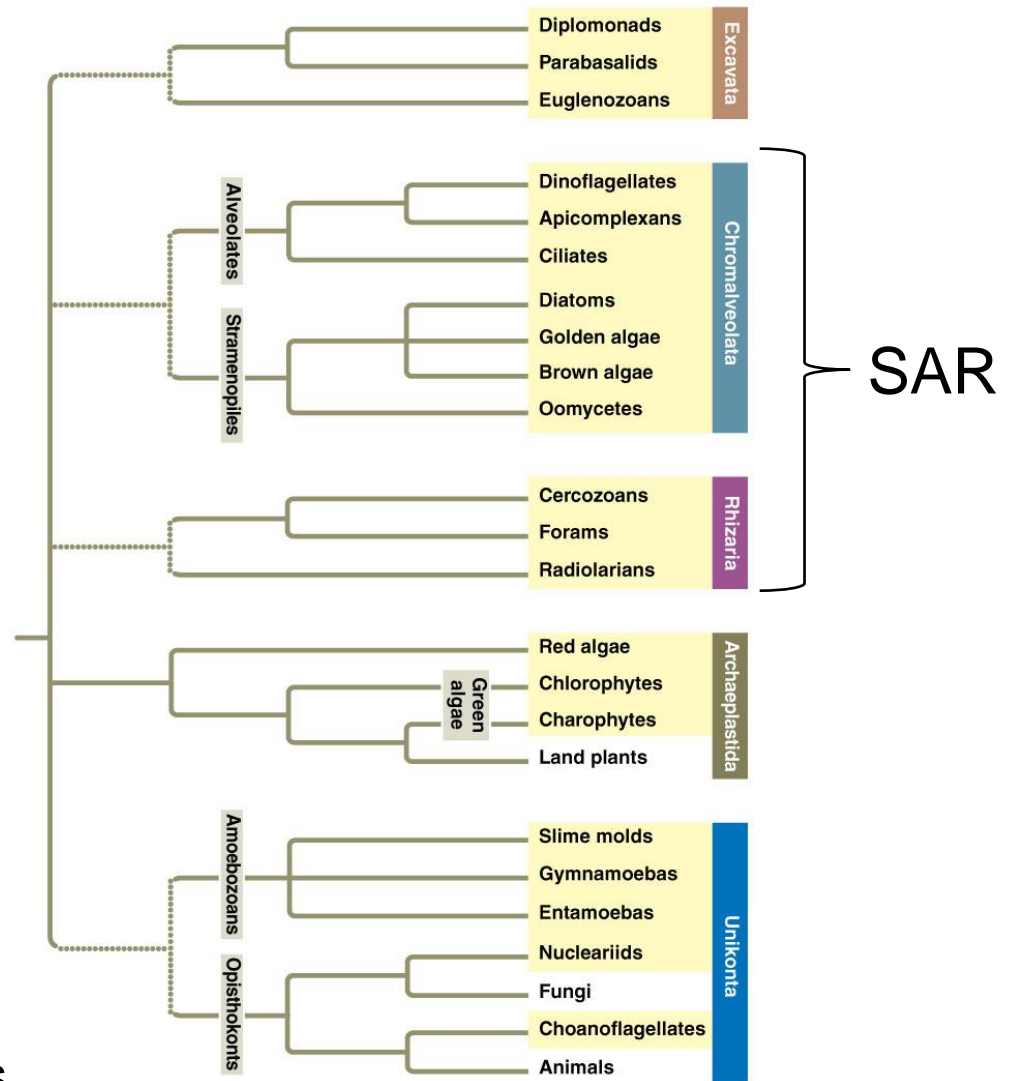 Diplomonads
Parabasalids
Euglenozoans
Excavata
Alveolates
Dinoflagellates
Apicomplexans
Ciliates
Stramenopiles
Diatoms
Golden algae
Brown algae
Oomycetes
Chromalveolata
SAR
Cercozoans
Forams
Radiolarians
Rhizaria
Red algae
Green
algae
Chlorophytes
Charophytes
Land plants
Archaeplastida
Amoebozoans
Slime molds
Gymnamoebas
Entamoebas
Opisthokonts
Nucleariids
Fungi
Choanoflagellates
Animals
Unikonta